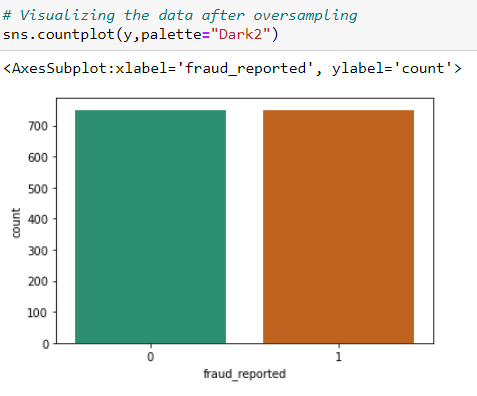 # Visualizing the data after oversampling
sns.countplot(y,palette="Dark2")
<AxesSubplot:xlabel='fraud_reported', ylabel='count'>
700
600
500
400
300
200
100
0
count
0 1
fraud_reported